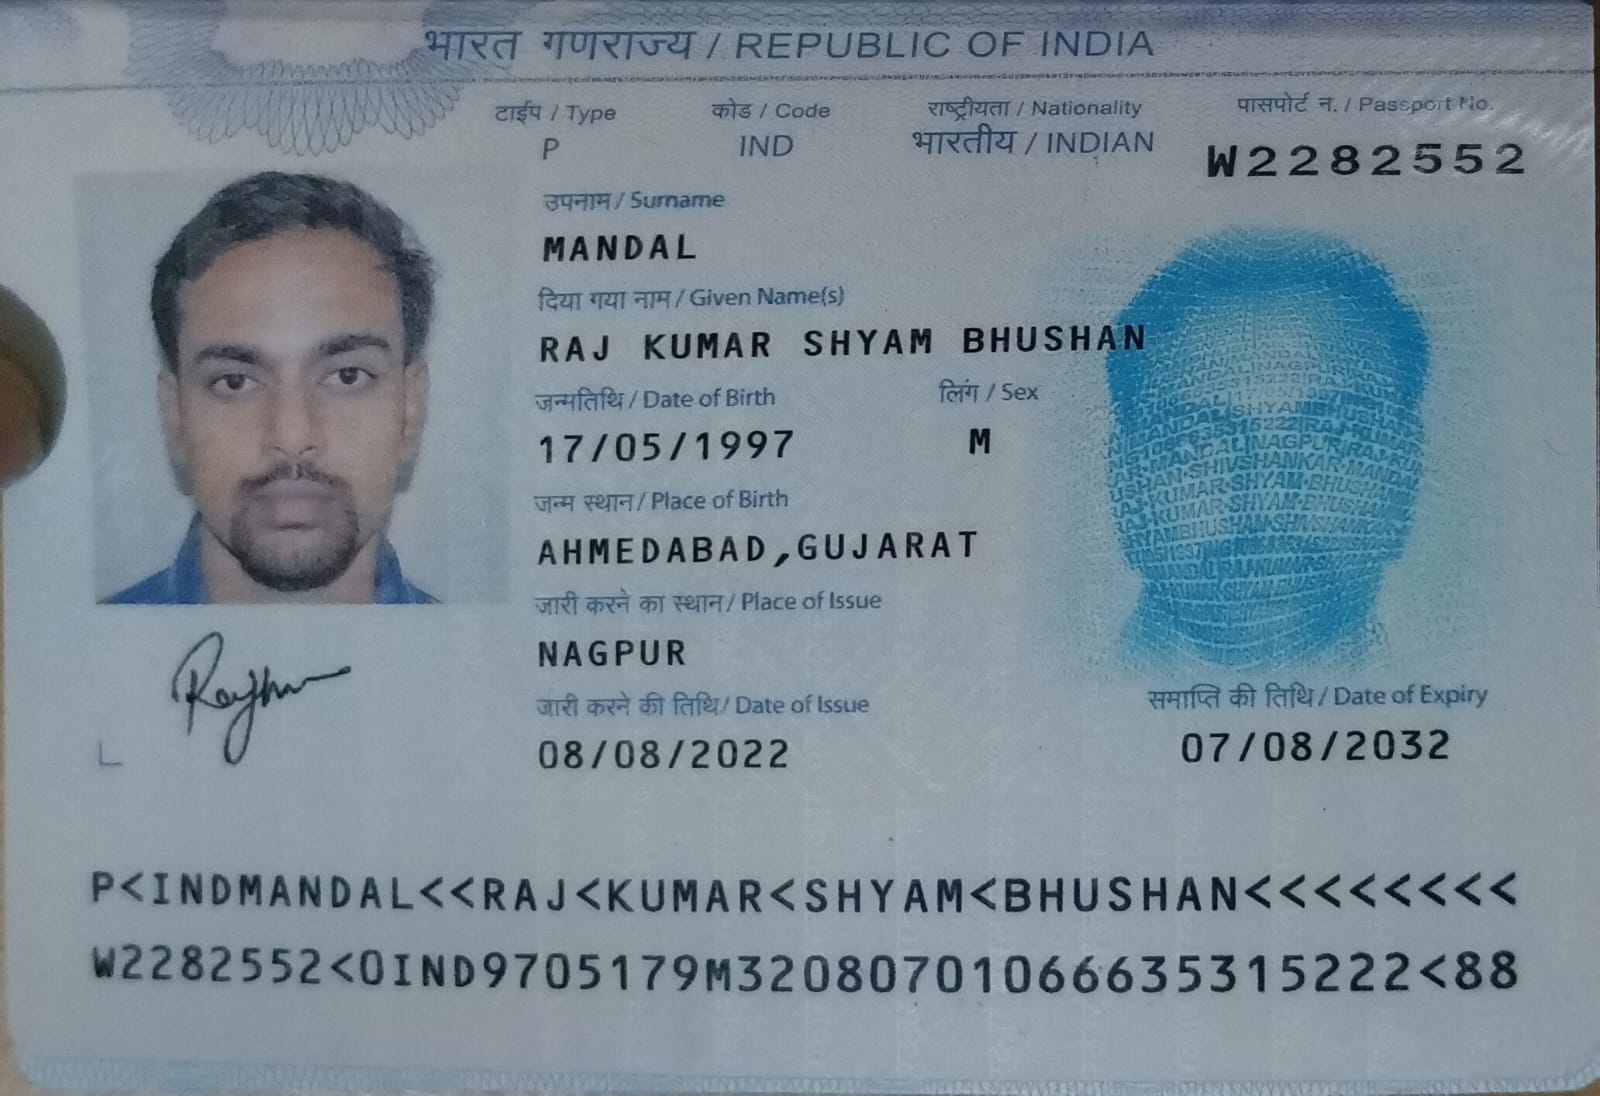 भारत गणराज्य / REPUBLIC OF INDIA
टाईप / Type कोड / Code राष्ट्रीयता / Nationality पासपोर्ट न. / Passport No.
P IND भारतीय / INDIAN W2282552
उपनाम / Surname
MANDAL
दिया गया नाम / Given Name(s)
RAJ KUMAR SHYAM BHUSHAN
जन्मतिथि / Date of Birth लिंग / Sex
17/05/1997 M
जन्म स्थान / Place of Birth
AHMEDABAD,GUJARAT
जारी करने का स्थान / Place of Issue
NAGPUR
जारी करने की तिथि / Date of Issue समाप्ति की तिथि / Date of Expiry
08/08/2022 07/08/2032
P<INDMANDAL<<RAJ<KUMAR<SHYAM<BHUSHAN<<<<<<<<
W2282552<0IND9705179M32080701066635315222<88